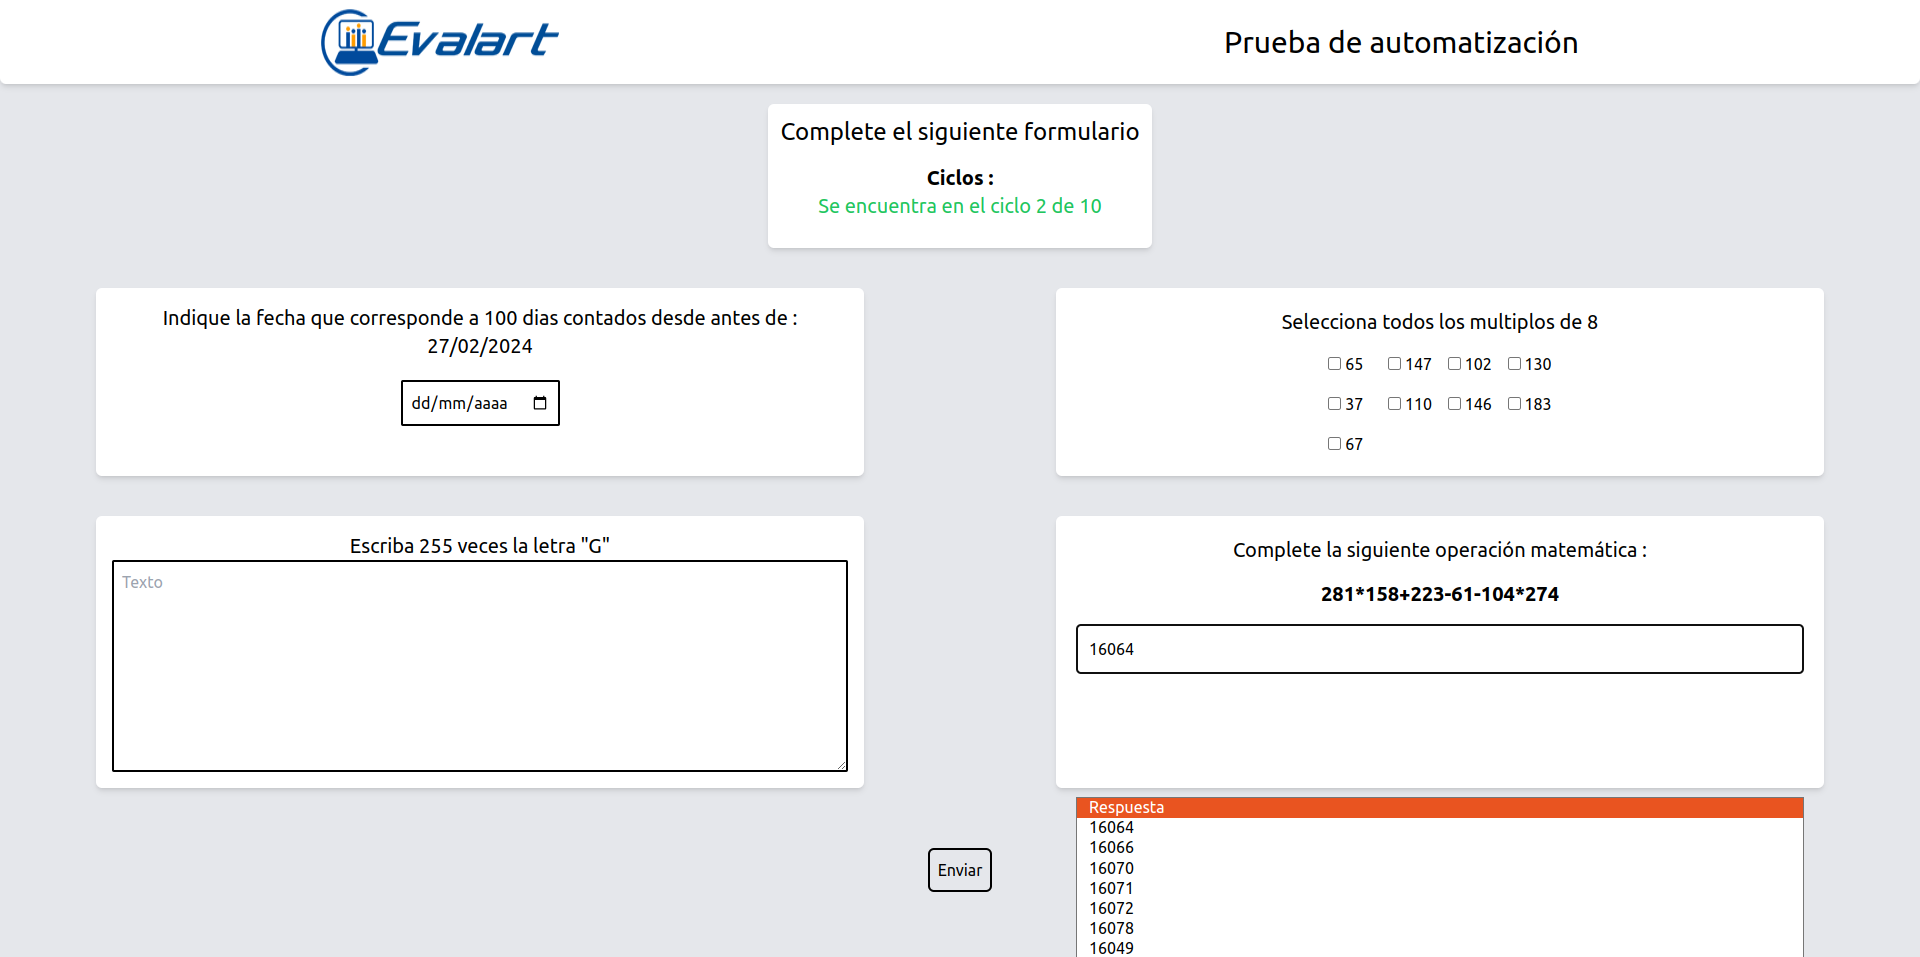 Evalart
Prueba de automatización
Complete el siguiente formulario
Ciclos :
Se encuentra en el ciclo 2 de 10
Indique la fecha que corresponde a 100 dias contados desde antes de :
27/02/2024
dd/mm/aaaa
Selecciona todos los multiplos de 8
65 147 102 130
37 110 146 183
67
Escriba 255 veces la letra "G"
Texto
Complete la siguiente operación matemática :
281*158+223-61-104*274
16064
Respuesta
16064
16066
16070
16071
16072
16078
16049
Enviar